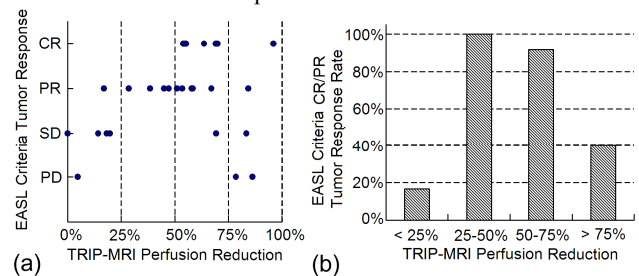 (a)
EASL Criteria Tumor Response
CR
PR
SD
PD
0% 25% 50% 75% 100%
TRIP-MRI Perfusion Reduction
(b)
EASL Criteria CR/PR
Tumor Response Rate
100%
80%
60%
40%
20%
0%
< 25% 25-50% 50-75% > 75%
TRIP-MRI Perfusion Reduction